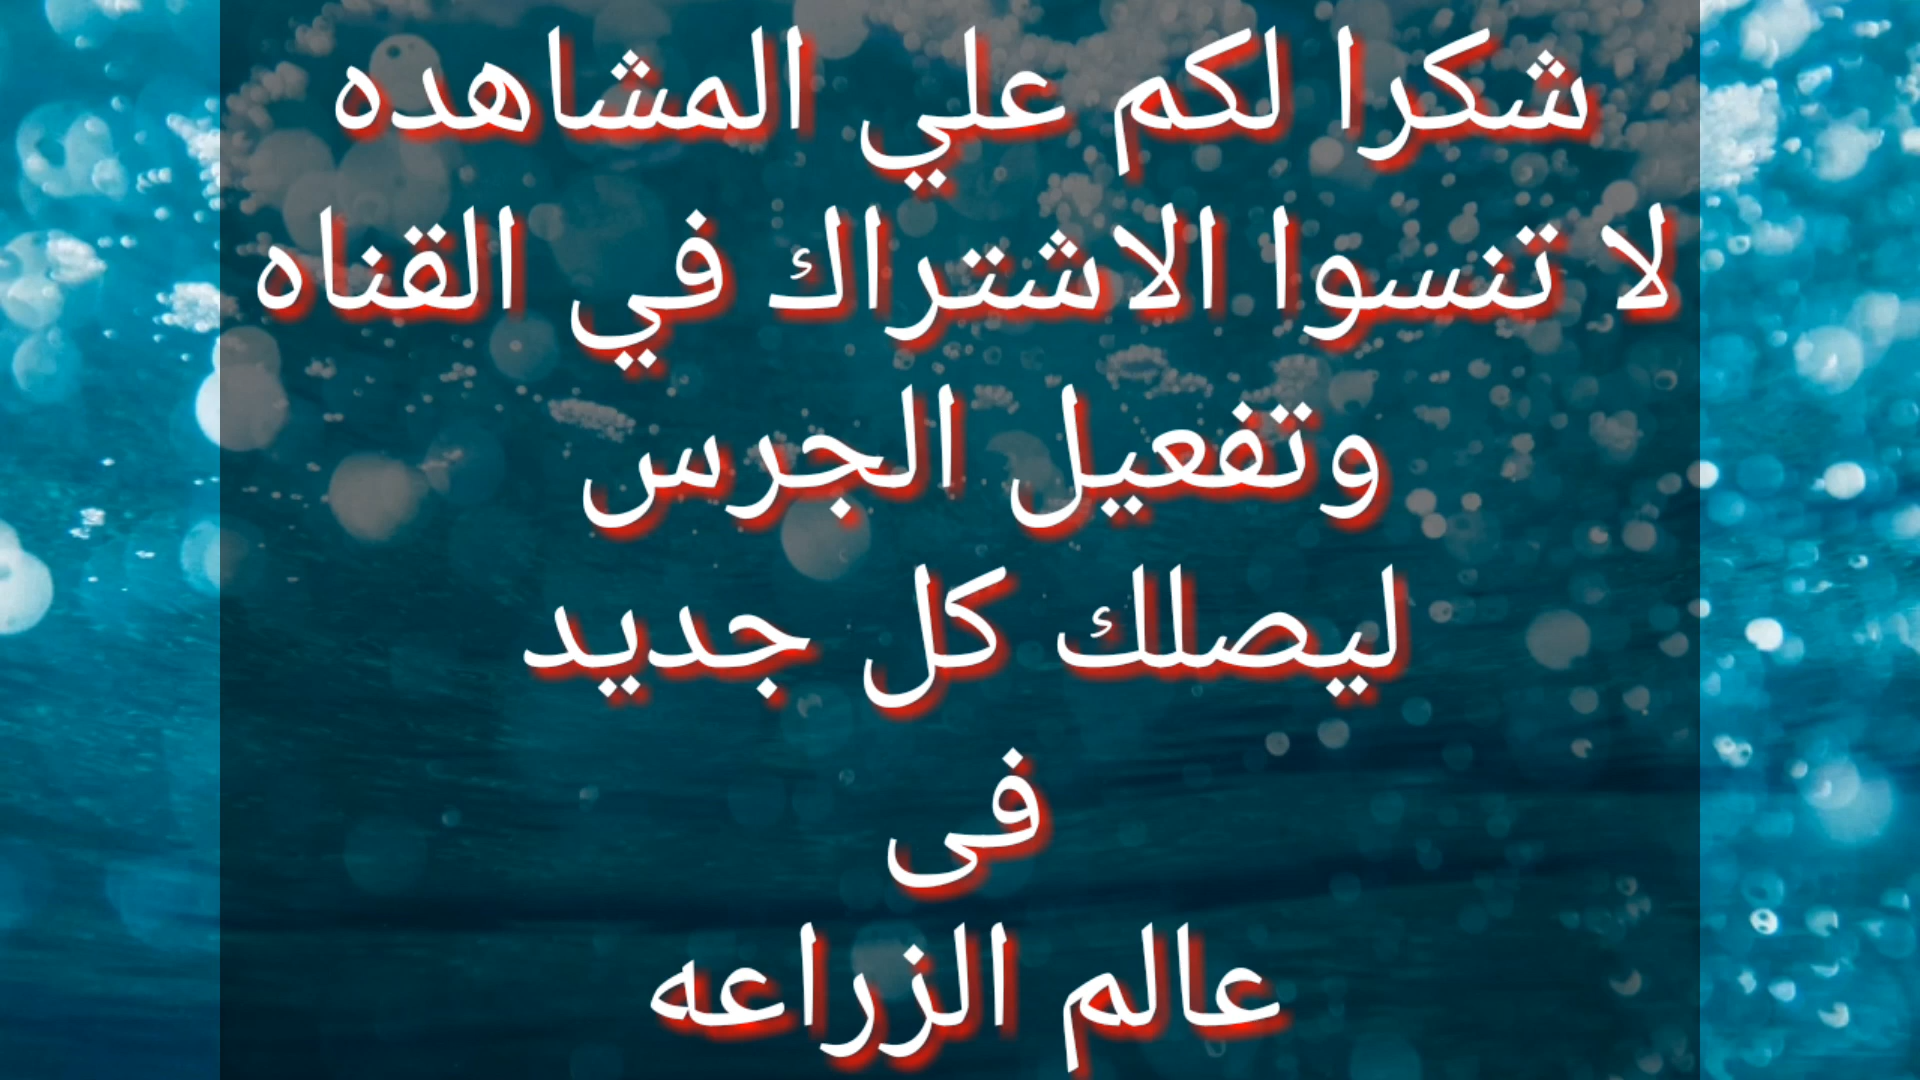 شكرا لكم علي المشاهده
لا تنسوا الاشتراك في القناه
وتفعيل الجرس
ليصلك كل جديد
فى
عالم الزراعه